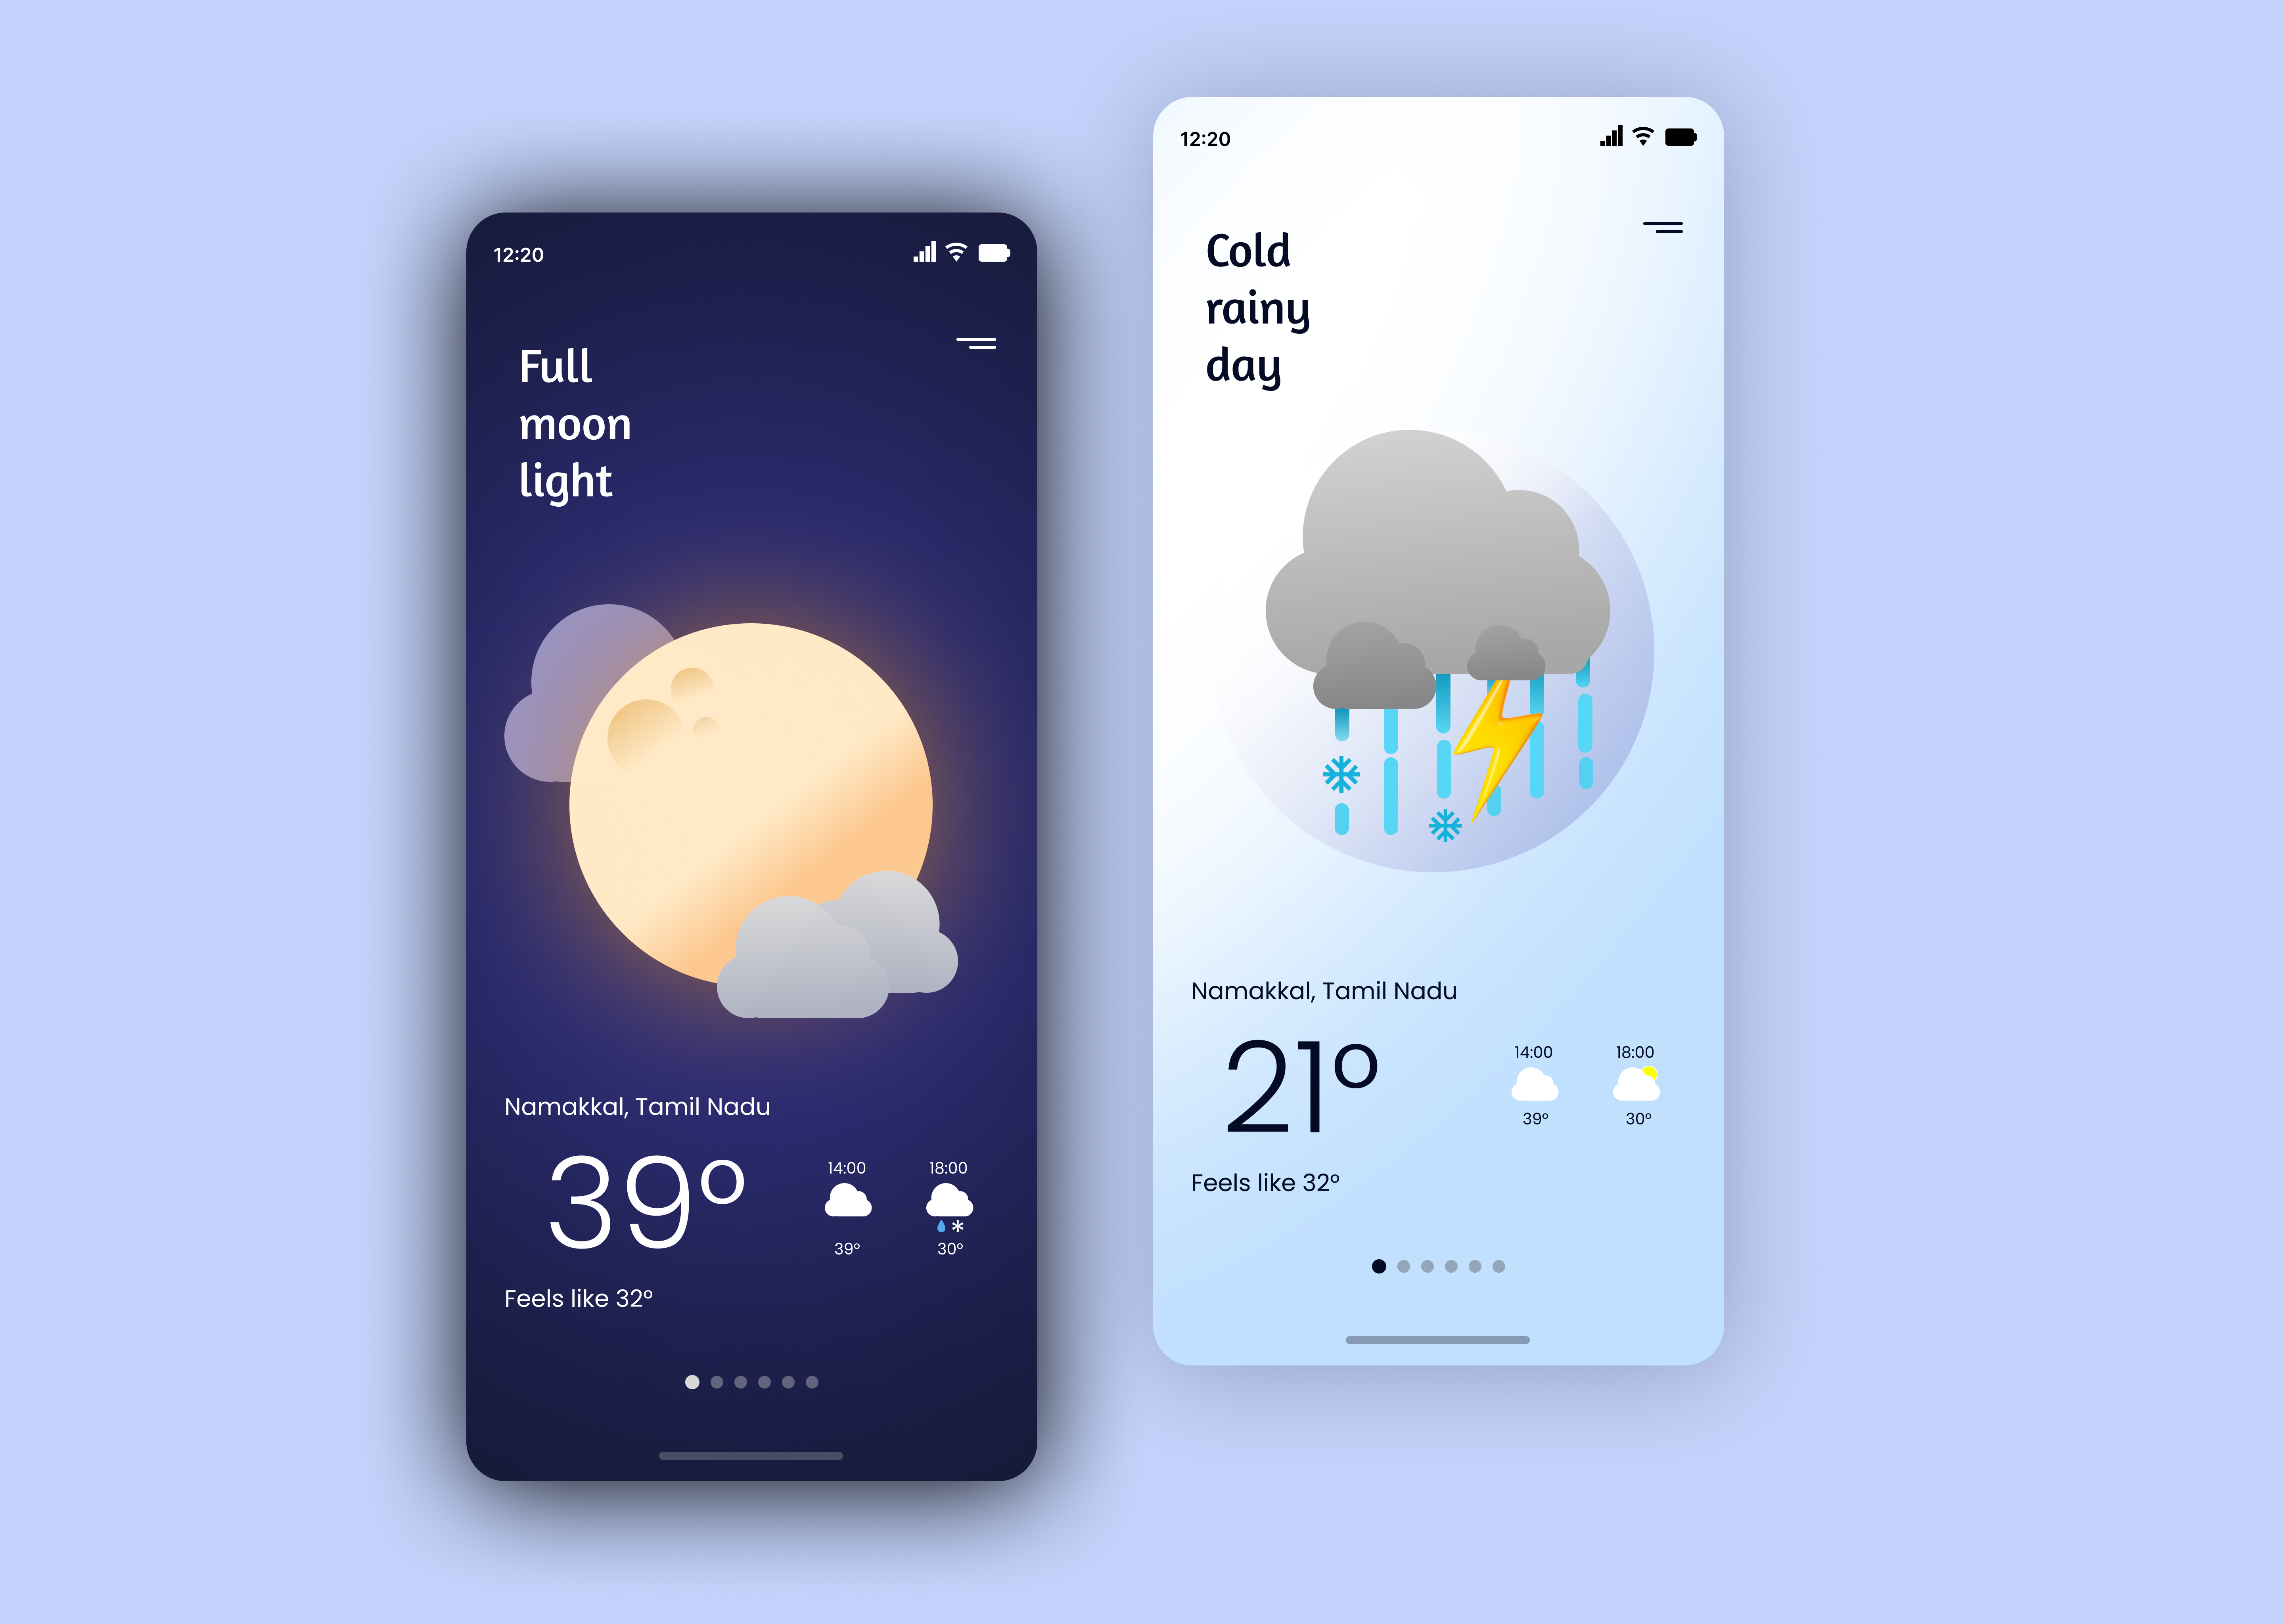 12:20
Full
moon
light
Namakkal, Tamil Nadu
39°
14:00 18:00
39° 30°
Feels like 32°
12:20
Cold
rainy
day
Namakkal, Tamil Nadu
21°
14:00 18:00
39° 30°
Feels like 32°